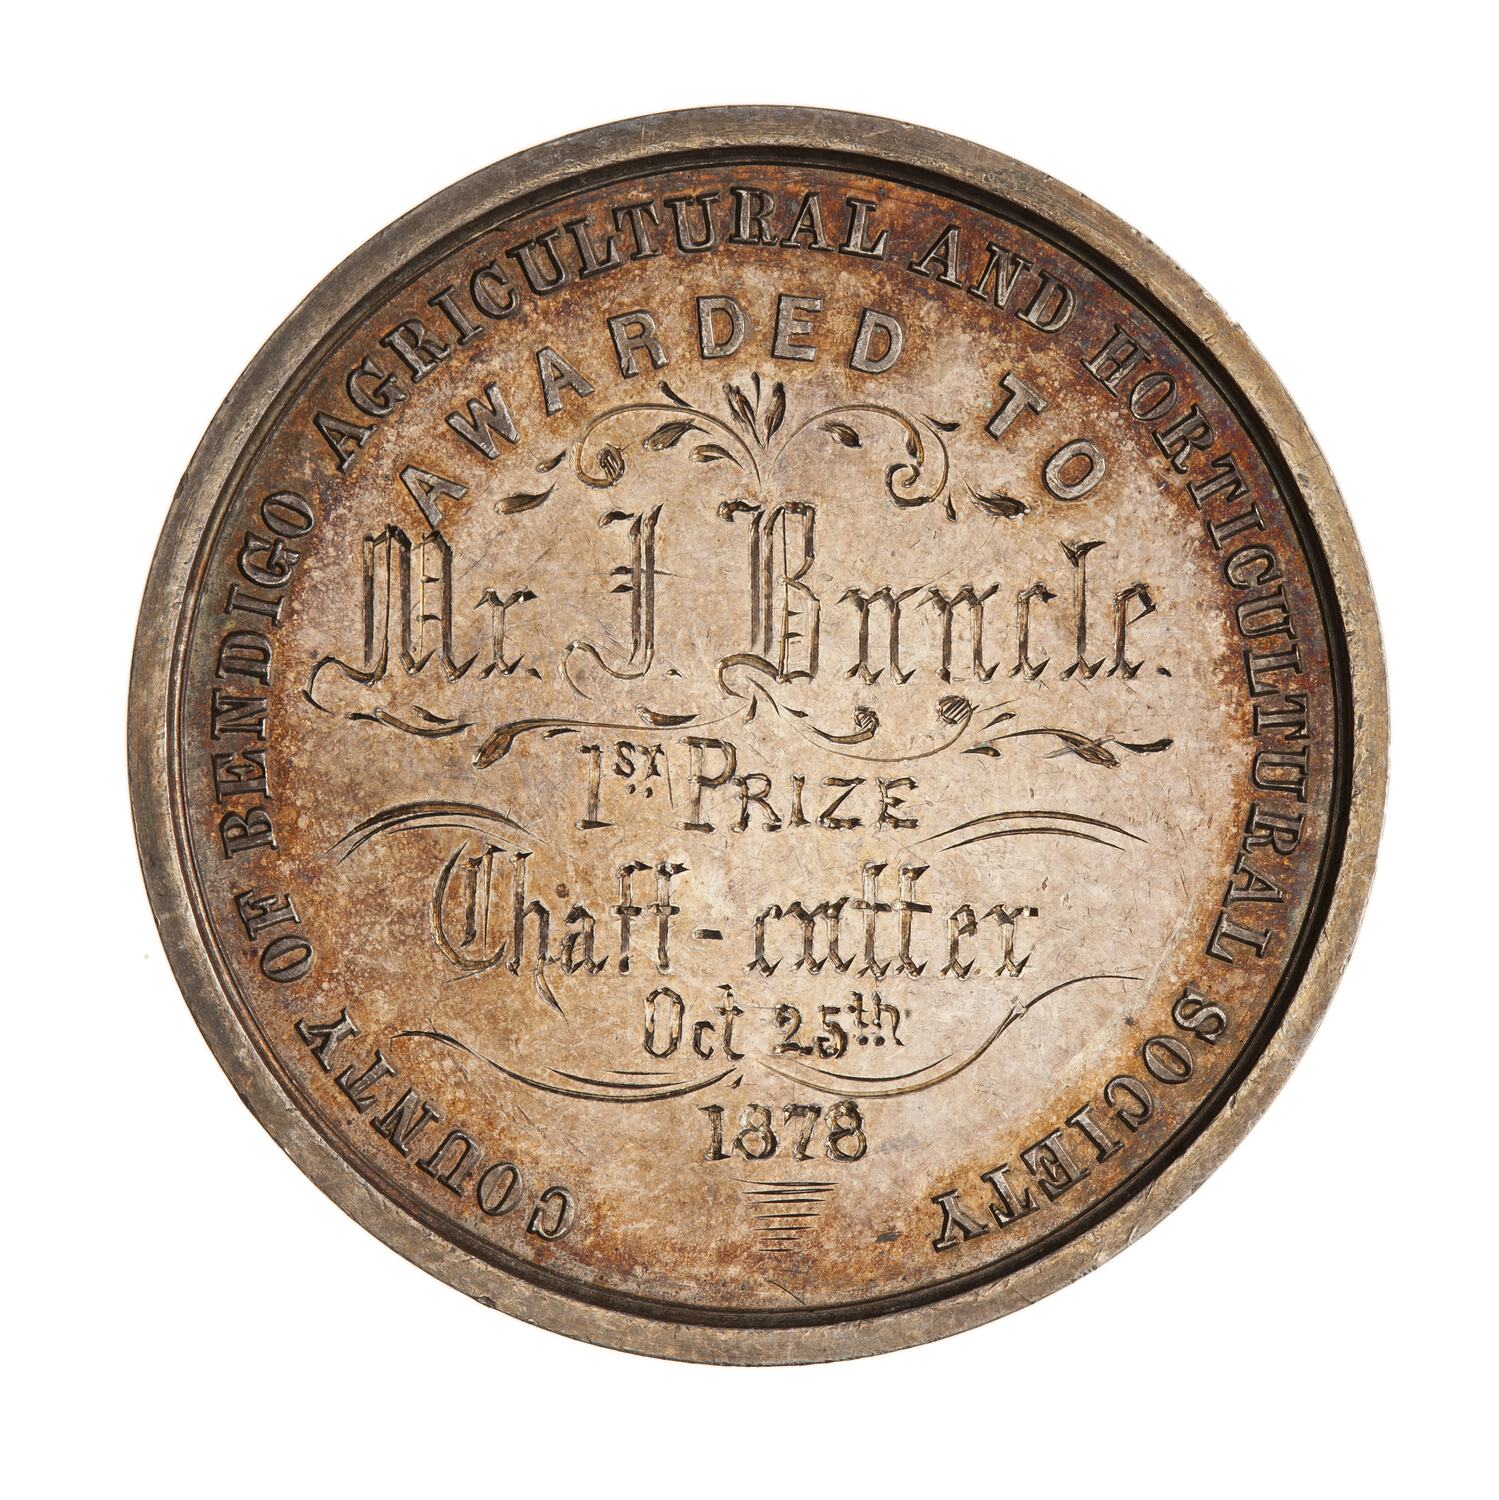 COUNTY OF BENDIGO AGRICULTURAL AND HORTICULTURAL SOCIETY
AWARDED TO
Mr. J. Buncle.
1ST PRIZE
Chaff-cutter
Oct 25th
1878